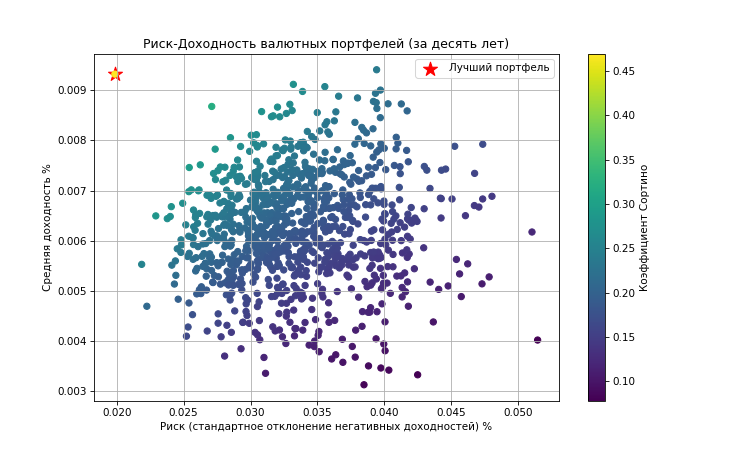 Риск-Доходность валютных портфелей (за десять лет)
Лучший портфель
Средняя доходность %
0.009
0.008
0.007
0.006
0.005
0.004
0.003
0.020 0.025 0.030 0.035 0.040 0.045 0.050
Риск (стандартное отклонение негативных доходностей) %
0.45
0.40
0.35
0.30
0.25
0.20
0.15
0.10
Коэффициент Сортино